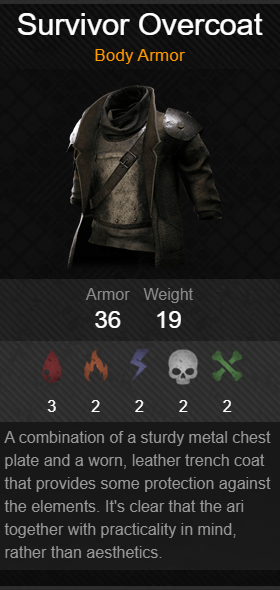 Survivor Overcoat
Body Armor
Armor Weight
36 19
3 2 2 2 2
A combination of a sturdy metal chest
plate and a worn, leather trench coat
that provides some protection against
the elements. It's clear that the ari
together with practicality in mind,
rather than aesthetics.